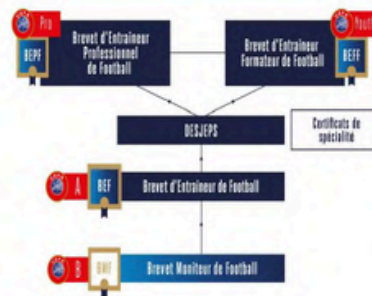 Pro
BEPF
Brevet d'Entraîneur
Professionnel
de Football
Youth
BEFF
Brevet d'Entraîneur
Formateur de Football
DESJEPS
Certificats de
spécialité
A
BEF
Brevet d'Entraîneur de Football
B
BMF
Brevet Moniteur de Football